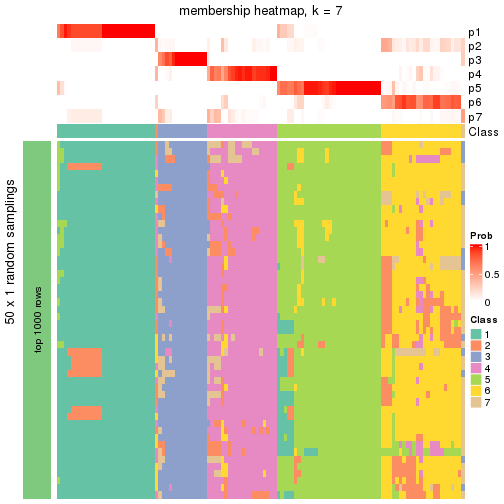 membership heatmap, k = 7
p1
p2
p3
p4
p5
p6
p7
Class
50 x 1 random samplings
top 1000 rows
Prob
1
0.5
0
Class
1
2
3
4
5
6
7